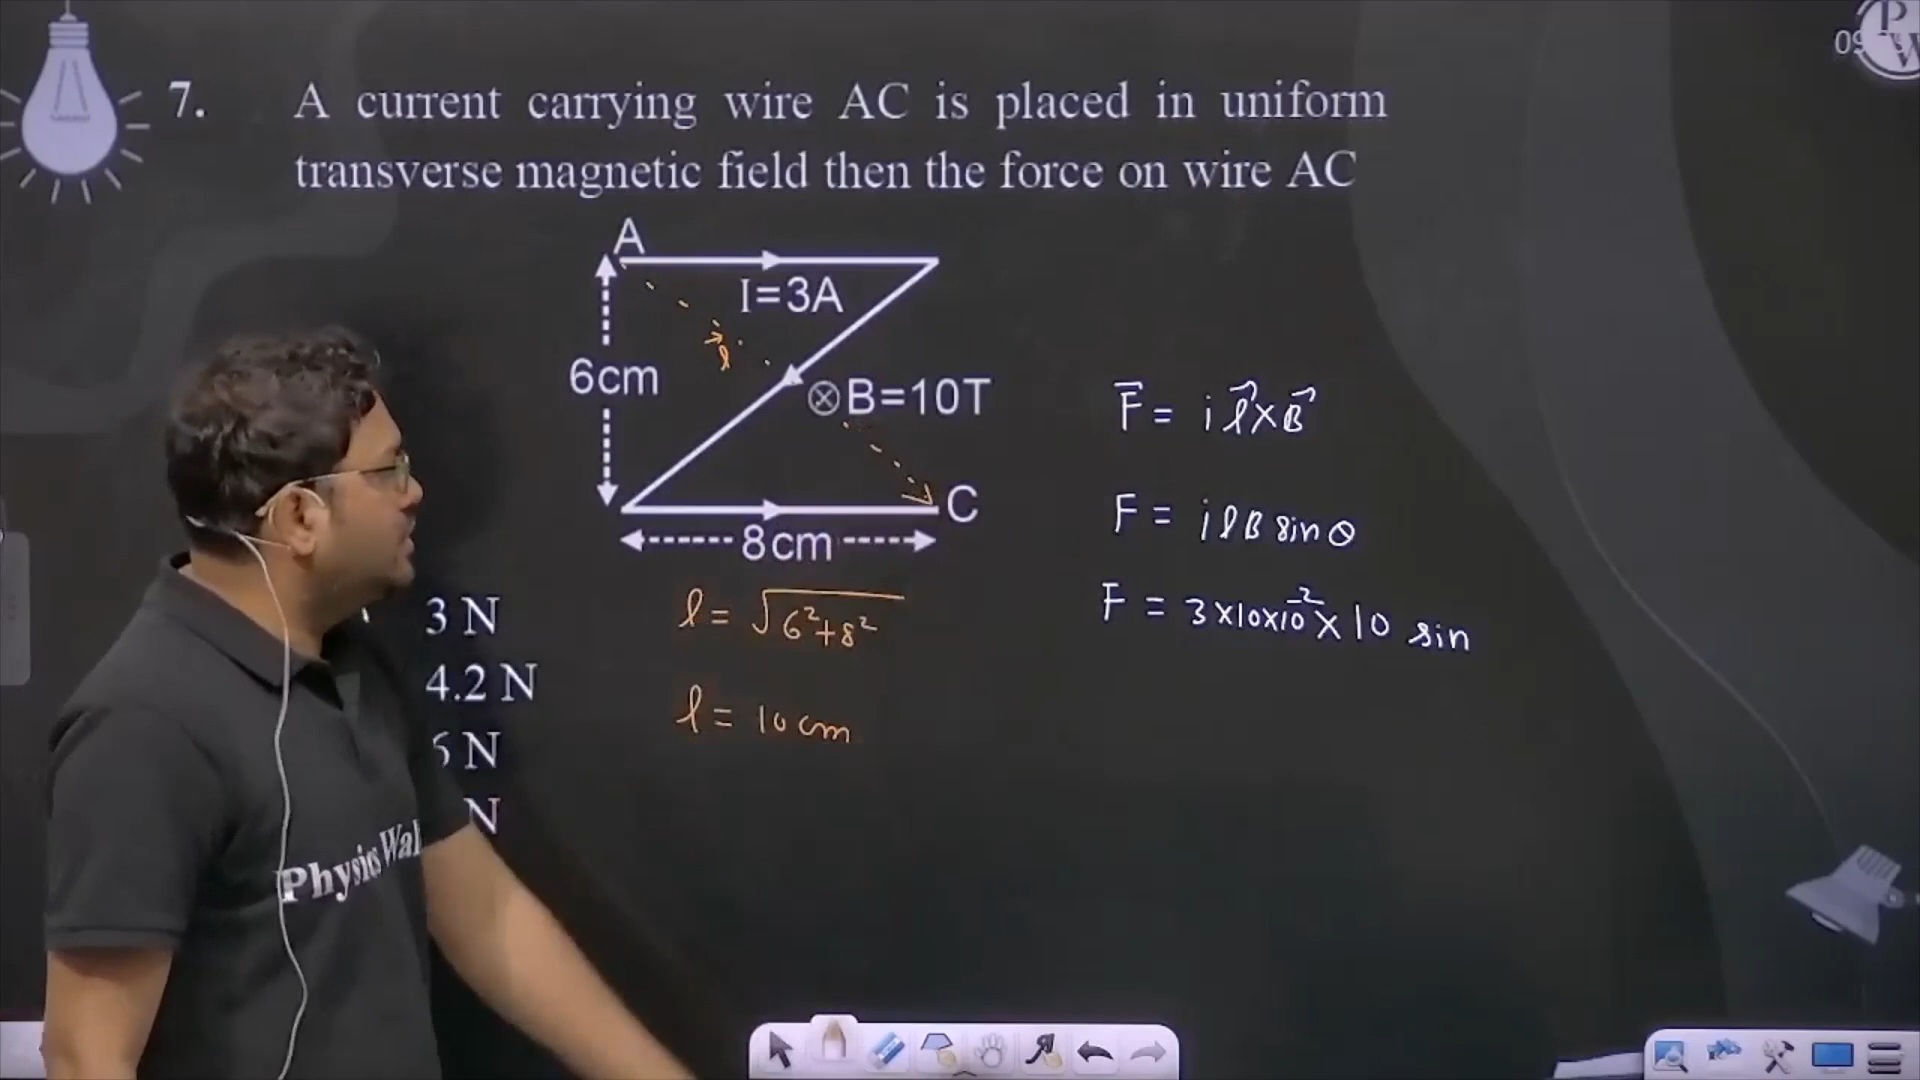 P
W
09
7. A current carrying wire AC is placed in uniform
transverse magnetic field then the force on wire AC
A
I=3A
l
6cm
⊗B=10T
C
8cm
3 N
4.2 N
5 N
N
l = √6²+8²
l = 10 cm
F⃗ = i l⃗ × B⃗
F = i l B sin θ
F = 3×10×10⁻²×10 sin
Physics Wal